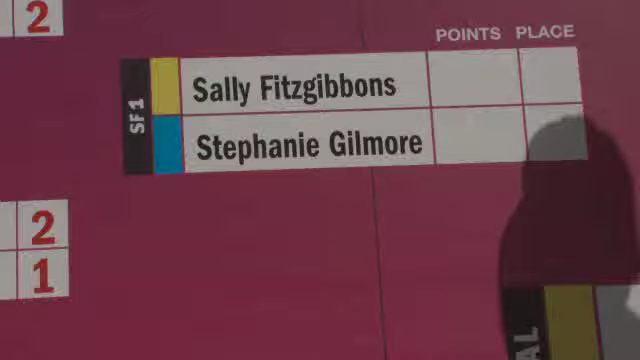 2
POINTS PLACE
SF1
Sally Fitzgibbons
Stephanie Gilmore
2
1
AL